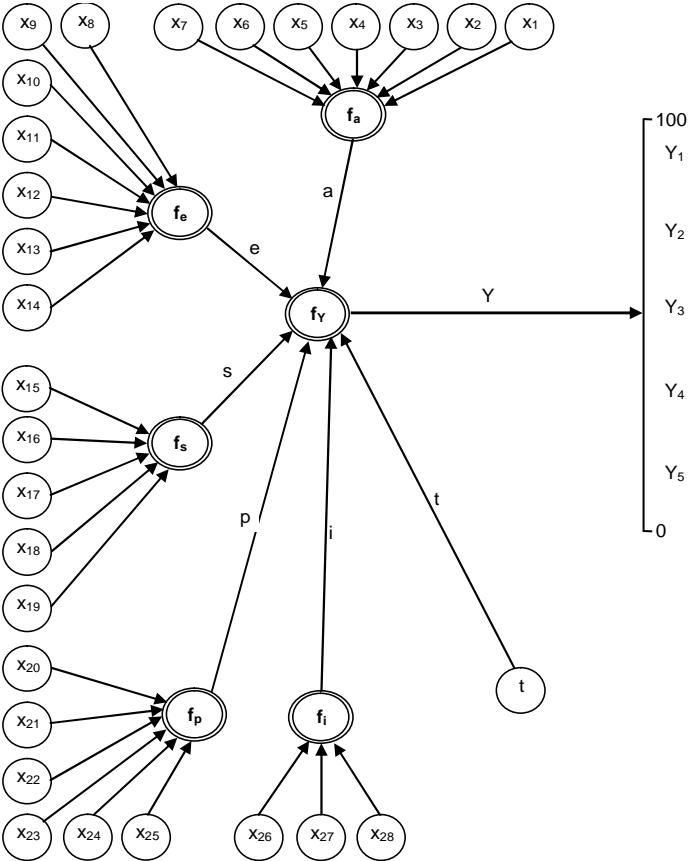 x₉ x₈ x₇ x₆ x₅ x₄ x₃ x₂ x₁
x₁₀
fₐ
100
x₁₁
Y₁
a
x₁₂
fₑ
Y₂
x₁₃
e
x₁₄
f_Y
Y
Y₃
s
x₁₅
Y₄
x₁₆
fₛ
Y₅
x₁₇
t
p
i
0
x₁₈
x₁₉
x₂₀
t
x₂₁
fₚ
fᵢ
x₂₂
x₂₃ x₂₄ x₂₅ x₂₆ x₂₇ x₂₈